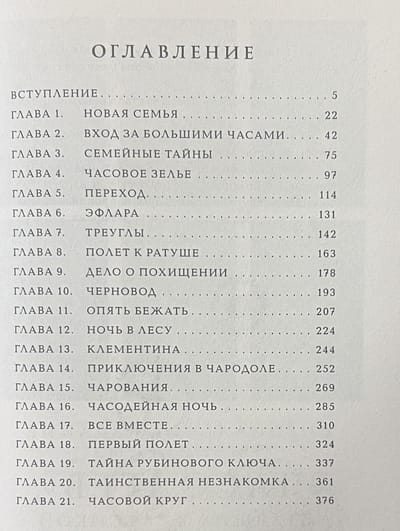 ОГЛАВЛЕНИЕ
ВСТУПЛЕНИЕ. . . . . . . . . . . . . . . . . . . . . . . . . . . . . . 5
ГЛАВА 1. НОВАЯ СЕМЬЯ . . . . . . . . . . . . . . . . . . . 22
ГЛАВА 2. ВХОД ЗА БОЛЬШИМИ ЧАСАМИ. . . . . 42
ГЛАВА 3. СЕМЕЙНЫЕ ТАЙНЫ . . . . . . . . . . . . . . 75
ГЛАВА 4. ЧАСОВОЕ ЗЕЛЬЕ . . . . . . . . . . . . . . . . . 97
ГЛАВА 5. ПЕРЕХОД. . . . . . . . . . . . . . . . . . . . . . . 114
ГЛАВА 6. ЭФЛАРА . . . . . . . . . . . . . . . . . . . . . . . 131
ГЛАВА 7. ТРЕУГЛЫ . . . . . . . . . . . . . . . . . . . . . . 142
ГЛАВА 8. ПОЛЕТ К РАТУШЕ . . . . . . . . . . . . . . . 163
ГЛАВА 9. ДЕЛО О ПОХИЩЕНИИ . . . . . . . . . . . . 178
ГЛАВА 10. ЧЕРНОВОД . . . . . . . . . . . . . . . . . . . . 193
ГЛАВА 11. ОПЯТЬ БЕЖАТЬ . . . . . . . . . . . . . . . . . 207
ГЛАВА 12. НОЧЬ В ЛЕСУ . . . . . . . . . . . . . . . . . . 224
ГЛАВА 13. КЛЕМЕНТИНА . . . . . . . . . . . . . . . . . . 244
ГЛАВА 14. ПРИКЛЮЧЕНИЯ В ЧАРОДОЛЕ . . . . . . 252
ГЛАВА 15. ЧАРОВАНИЯ. . . . . . . . . . . . . . . . . . . . 269
ГЛАВА 16. ЧАСОДЕЙНАЯ НОЧЬ . . . . . . . . . . . . . 285
ГЛАВА 17. ВСЕ ВМЕСТЕ . . . . . . . . . . . . . . . . . . . 310
ГЛАВА 18. ПЕРВЫЙ ПОЛЕТ . . . . . . . . . . . . . . . . 324
ГЛАВА 19. ТАЙНА РУБИНОВОГО КЛЮЧА . . . . . . 337
ГЛАВА 20. ТАИНСТВЕННАЯ НЕЗНАКОМКА . . . . . 361
ГЛАВА 21. ЧАСОВОЙ КРУГ . . . . . . . . . . . . . . . . . 376